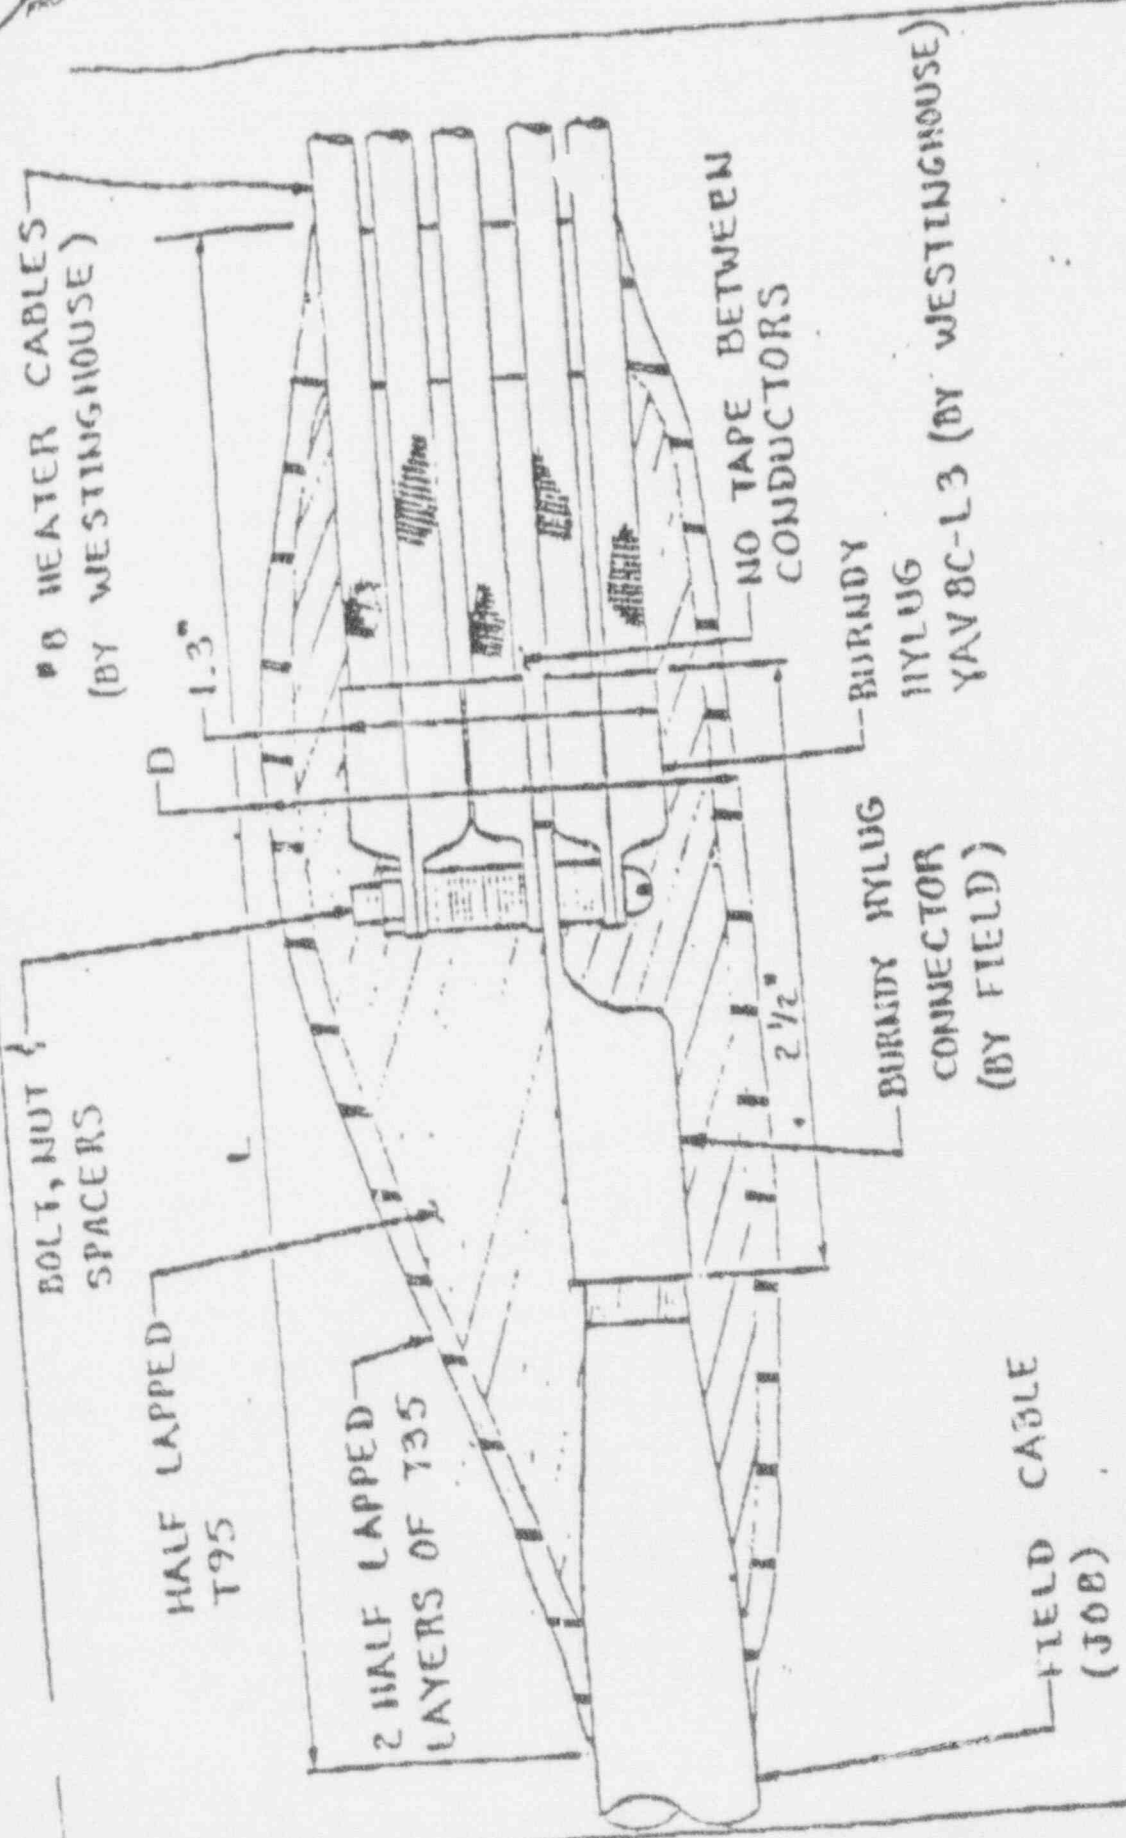 BOLT, NUT &
SPACERS
#8 HEATER CABLES
(BY WESTINGHOUSE)
1.3"
D
L
HALF LAPPED
T95
2 HALF LAPPED
LAYERS OF T35
NO TAPE BETWEEN
CONDUCTORS
2 1/2"
BURNDY
HYLUG
YAV8C-L3 (BY WESTINGHOUSE)
BURNDY HYLUG
CONNECTOR
(BY FIELD)
FIELD CABLE
(JOB)